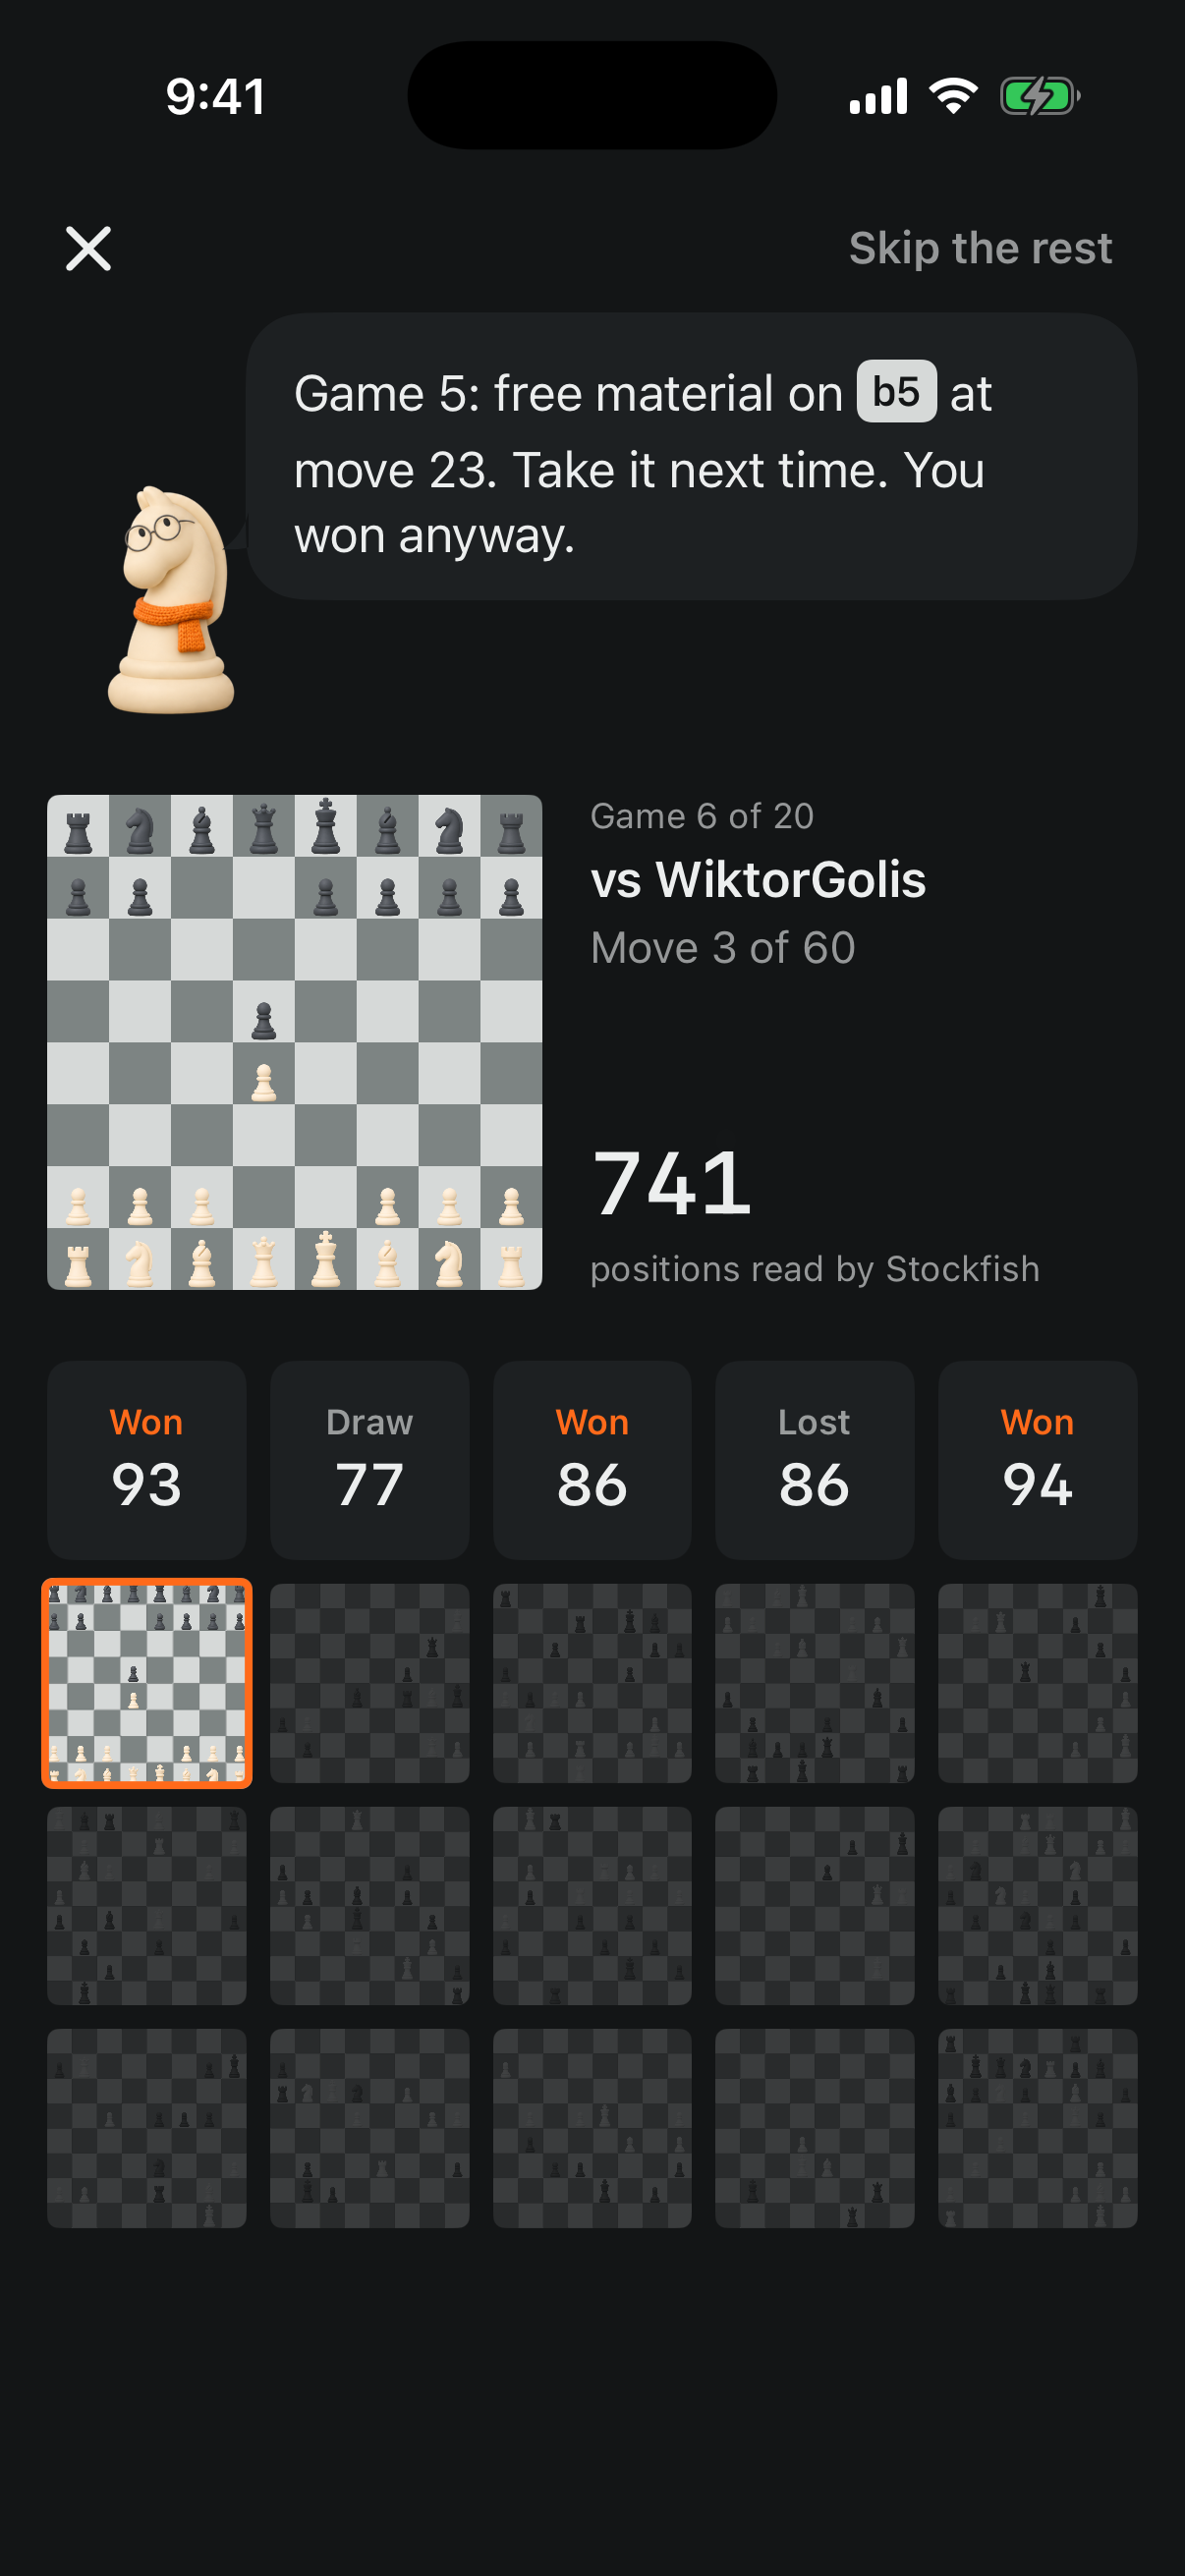 9:41
Skip the rest
Game 5: free material on b5 at
move 23. Take it next time. You
won anyway.
Game 6 of 20
vs WiktorGolis
Move 3 of 60
741
positions read by Stockfish
Won Draw Won Lost Won
93 77 86 86 94